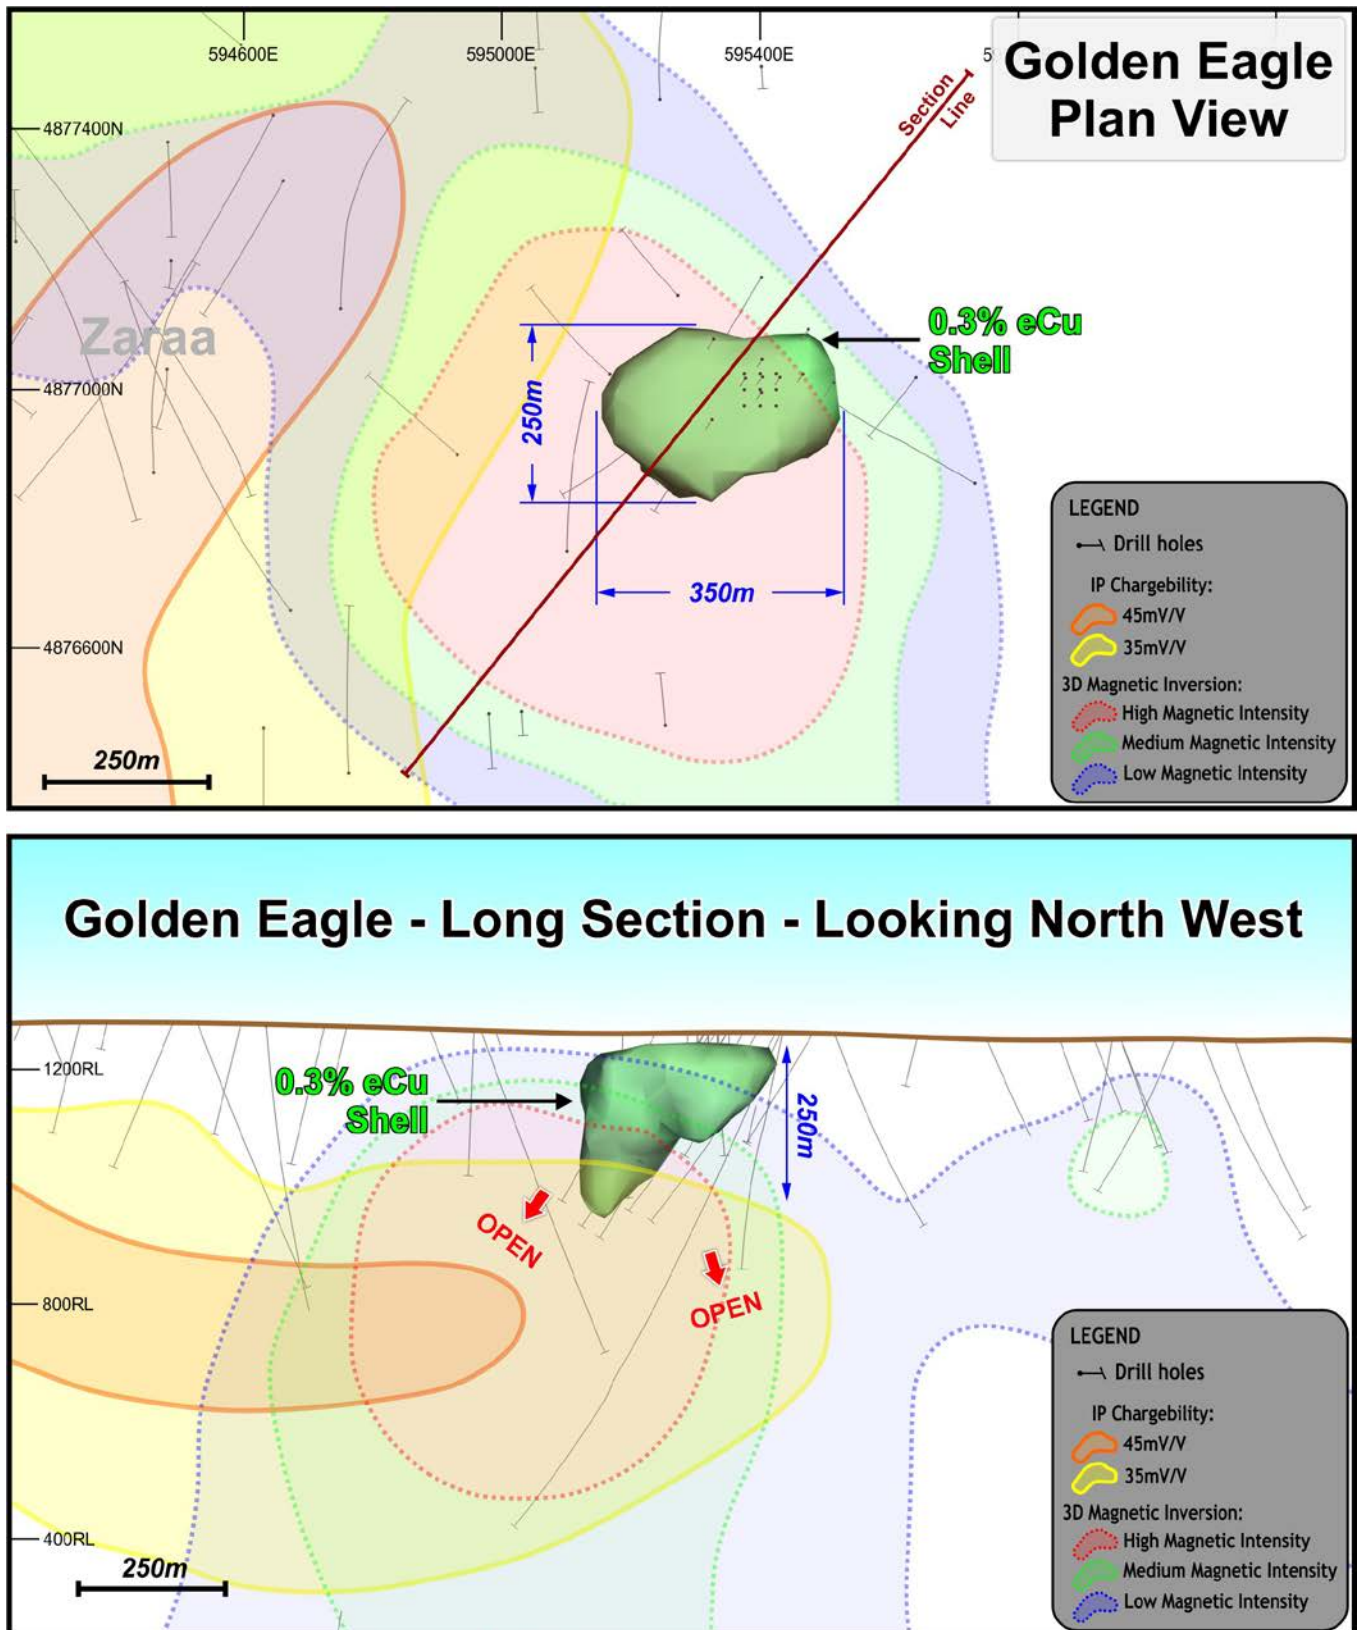 594600E
595000E
595400E
59
Golden Eagle
Plan View
Section
Line
4877400N
Zaraa
0.3% eCu
Shell
4877000N
250m
350m
4876600N
250m
LEGEND
Drill holes
IP Chargebility:
45mV/V
35mV/V
3D Magnetic Inversion:
High Magnetic Intensity
Medium Magnetic Intensity
Low Magnetic Intensity
Golden Eagle - Long Section - Looking North West
1200RL
0.3% eCu
Shell
250m
OPEN
OPEN
800RL
400RL
250m
LEGEND
Drill holes
IP Chargebility:
45mV/V
35mV/V
3D Magnetic Inversion:
High Magnetic Intensity
Medium Magnetic Intensity
Low Magnetic Intensity